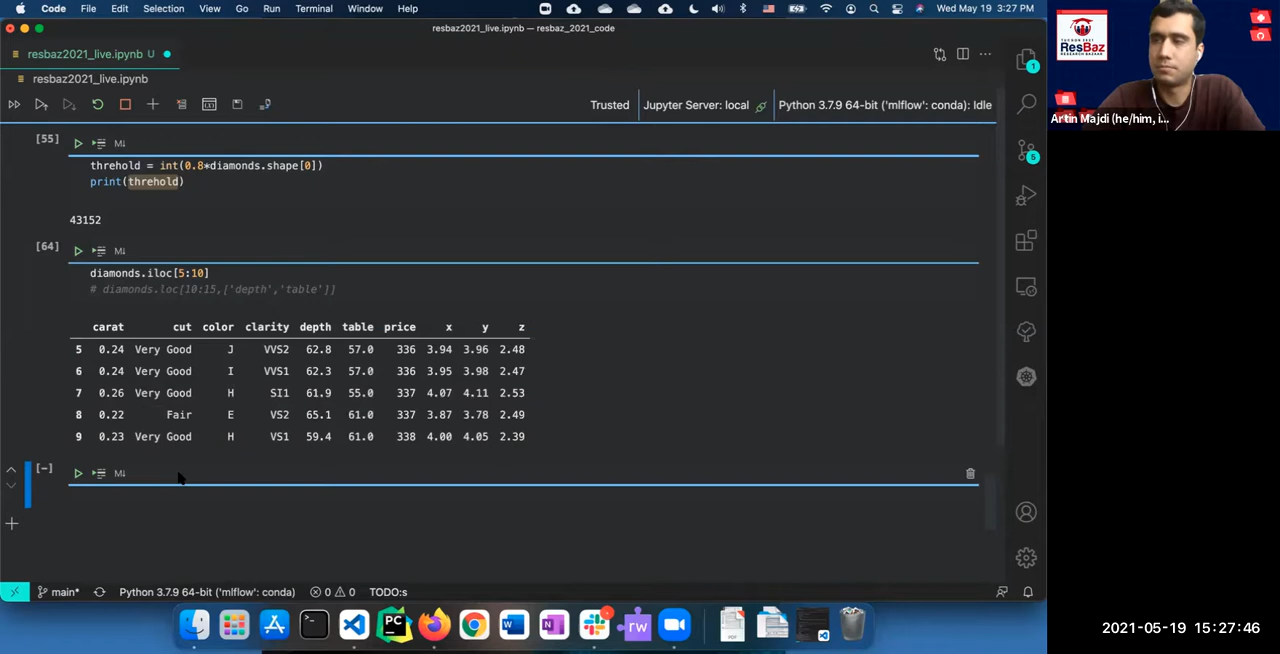 Code File Edit Selection View Go Run Terminal Window Help Wed May 19 3:27 PM
resbaz2021_live.ipynb — resbaz_2021_code
resbaz2021_live.ipynb U
resbaz2021_live.ipynb
Trusted Jupyter Server: local Python 3.7.9 64-bit ('mlflow': conda): Idle
[55]
M↓
threhold = int(0.8*diamonds.shape[0])
print(threhold)
43152
[64]
M↓
diamonds.iloc[5:10]
# diamonds.loc[10:15,['depth','table']]
carat cut color clarity depth table price x y z
5 0.24 Very Good J VVS2 62.8 57.0 336 3.94 3.96 2.48
6 0.24 Very Good I VVS1 62.3 57.0 336 3.95 3.98 2.47
7 0.26 Very Good H SI1 61.9 55.0 337 4.07 4.11 2.53
8 0.22 Fair E VS2 65.1 61.0 337 3.87 3.78 2.49
9 0.23 Very Good H VS1 59.4 61.0 338 4.00 4.05 2.39
[-]
M↓
main* Python 3.7.9 64-bit ('mlflow': conda) 0 0 TODO:s
1
6
PC
W
N
rw
TUCSON 2021
ResBaz
RESEARCH BAZAAR
Artin Majdi (he/him, i...
2021-05-19 15:27:46